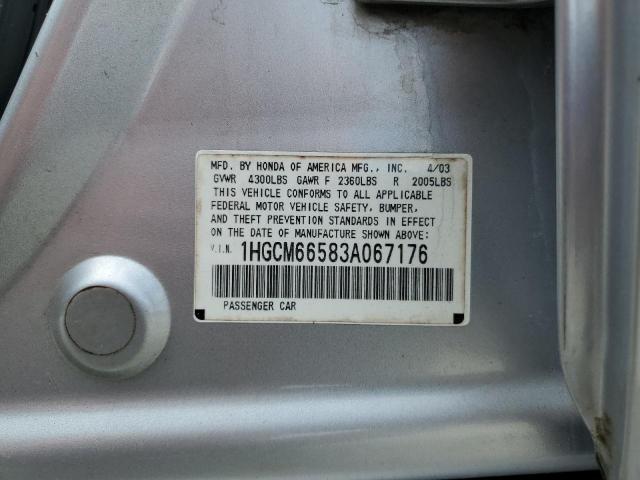 MFD. BY HONDA OF AMERICA MFG., INC. 4/03
GVWR 4300LBS GAWR F 2360LBS R 2005LBS
THIS VEHICLE CONFORMS TO ALL APPLICABLE
FEDERAL MOTOR VEHICLE SAFETY, BUMPER,
AND THEFT PREVENTION STANDARDS IN EFFECT
ON THE DATE OF MANUFACTURE SHOWN ABOVE:
V.I.N. 1HGCM66583A067176
PASSENGER CAR